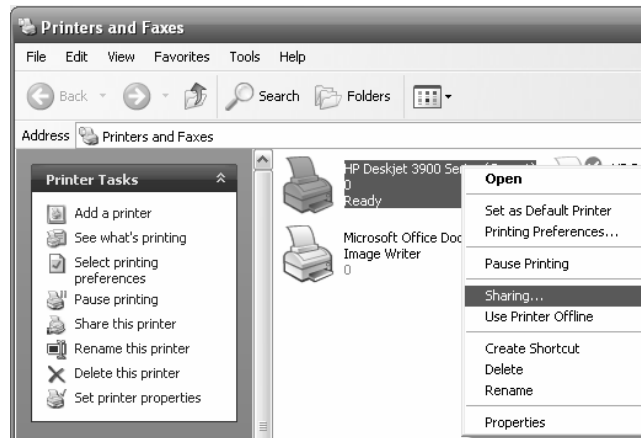 Printers and Faxes
File Edit View Favorites Tools Help
Back Search Folders
Address Printers and Faxes
Printer Tasks
Add a printer
See what's printing
Select printing
preferences
Pause printing
Share this printer
Rename this printer
Delete this printer
Set printer properties
HP Deskjet 3900
0
Ready
Microsoft Office
Image Writer
0
Open
Set as Default Printer
Printing Preferences...
Pause Printing
Sharing...
Use Printer Offline
Create Shortcut
Delete
Rename
Properties